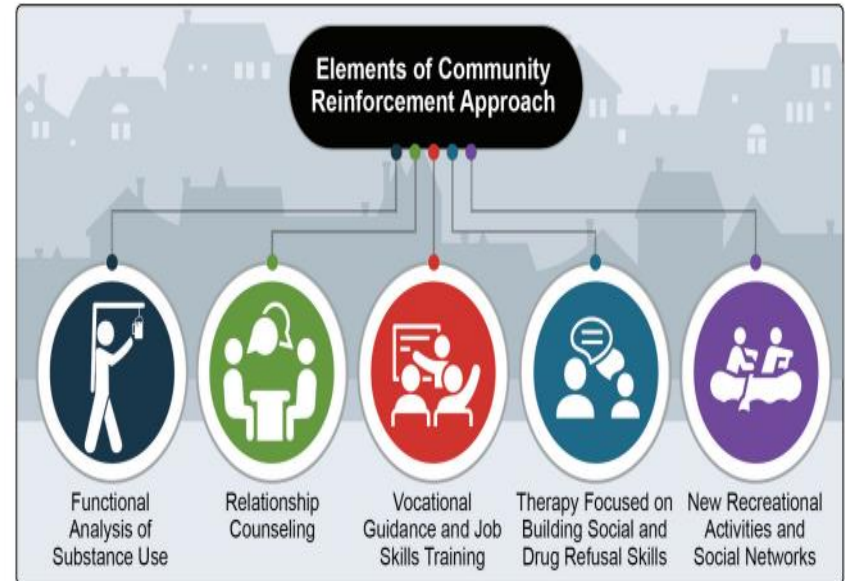 Elements of Community
Reinforcement Approach
Functional
Analysis of
Substance Use
Relationship
Counseling
Vocational
Guidance and Job
Skills Training
Therapy Focused on
Building Social and
Drug Refusal Skills
New Recreational
Activities and
Social Networks